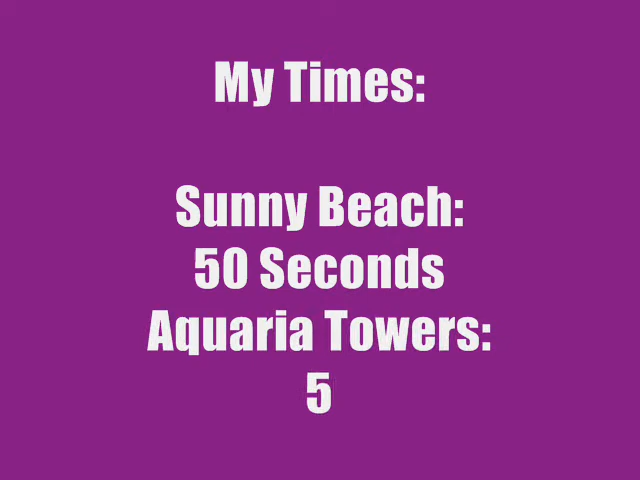 My Times:
Sunny Beach:
50 Seconds
Aquaria Towers:
5